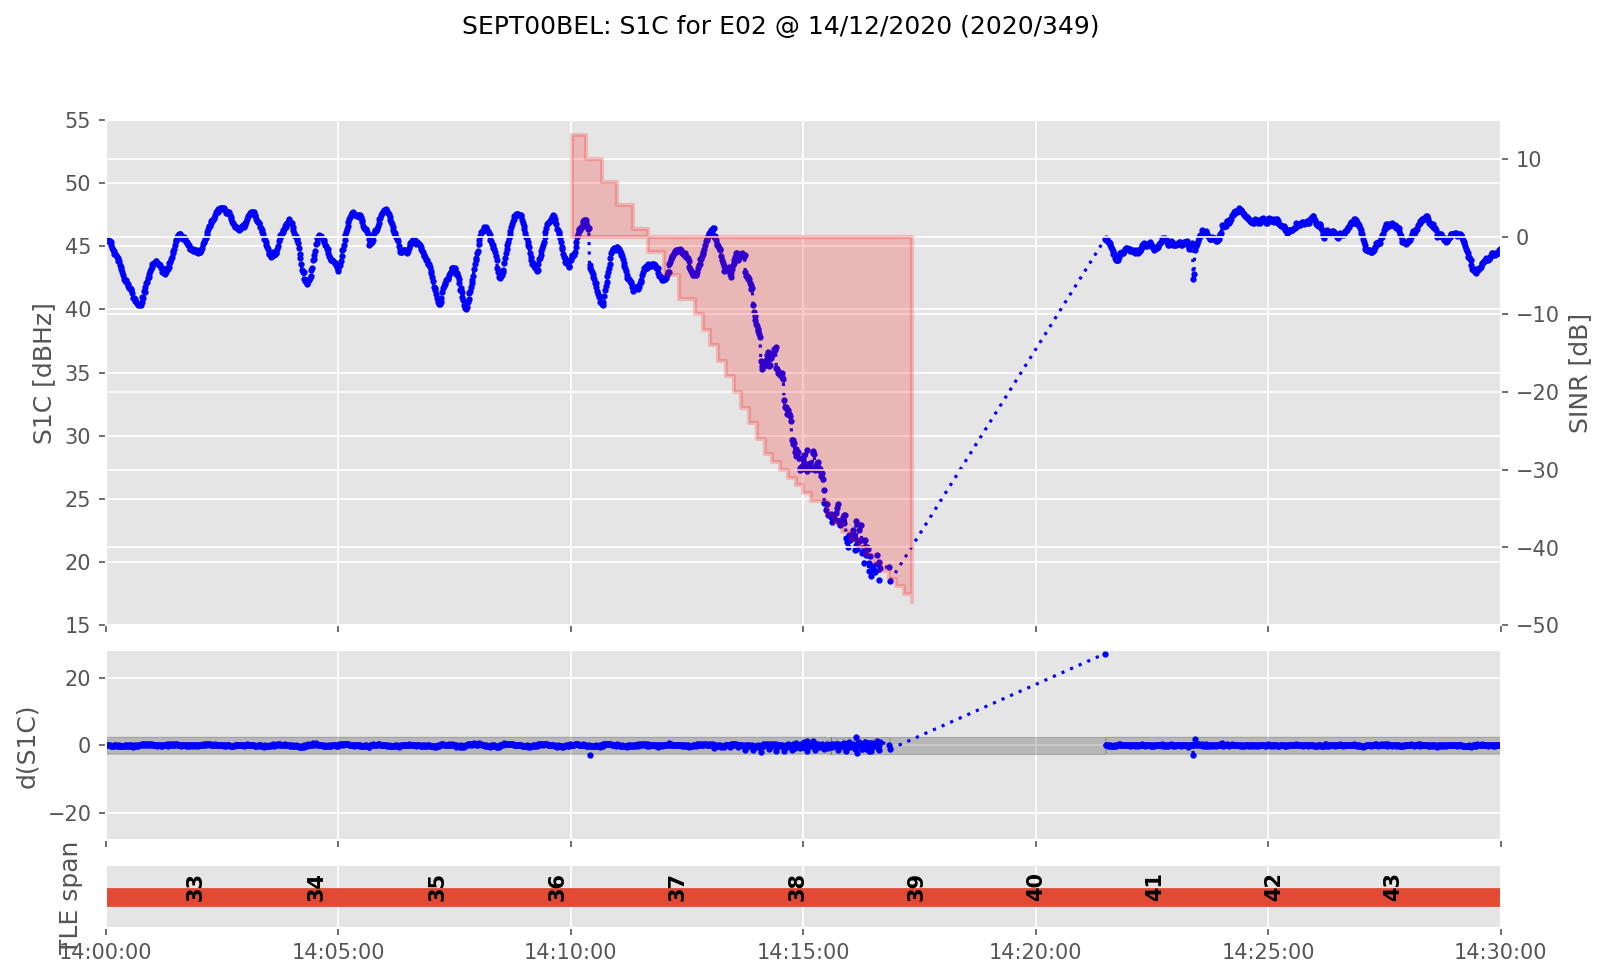 SEPT00BEL: S1C for E02 @ 14/12/2020 (2020/349)
55
50
45
40
35
30
25
20
15
S1C [dBHz]
10
0
−10
−20
−30
−40
−50
SINR [dB]
20
0
−20
d(S1C)
TLE span
33 34 35 36 37 38 39 40 41 42 43
14:00:00 14:05:00 14:10:00 14:15:00 14:20:00 14:25:00 14:30:00